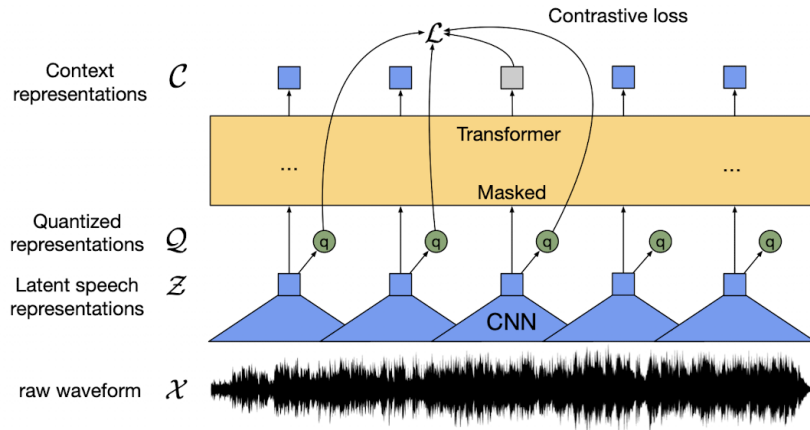 Contrastive loss
ℒ
Context
representations
𝒞
Transformer
...
...
Masked
Quantized
representations
𝒬
q
q
q
q
q
Latent speech
representations
𝒵
CNN
raw waveform
𝒳